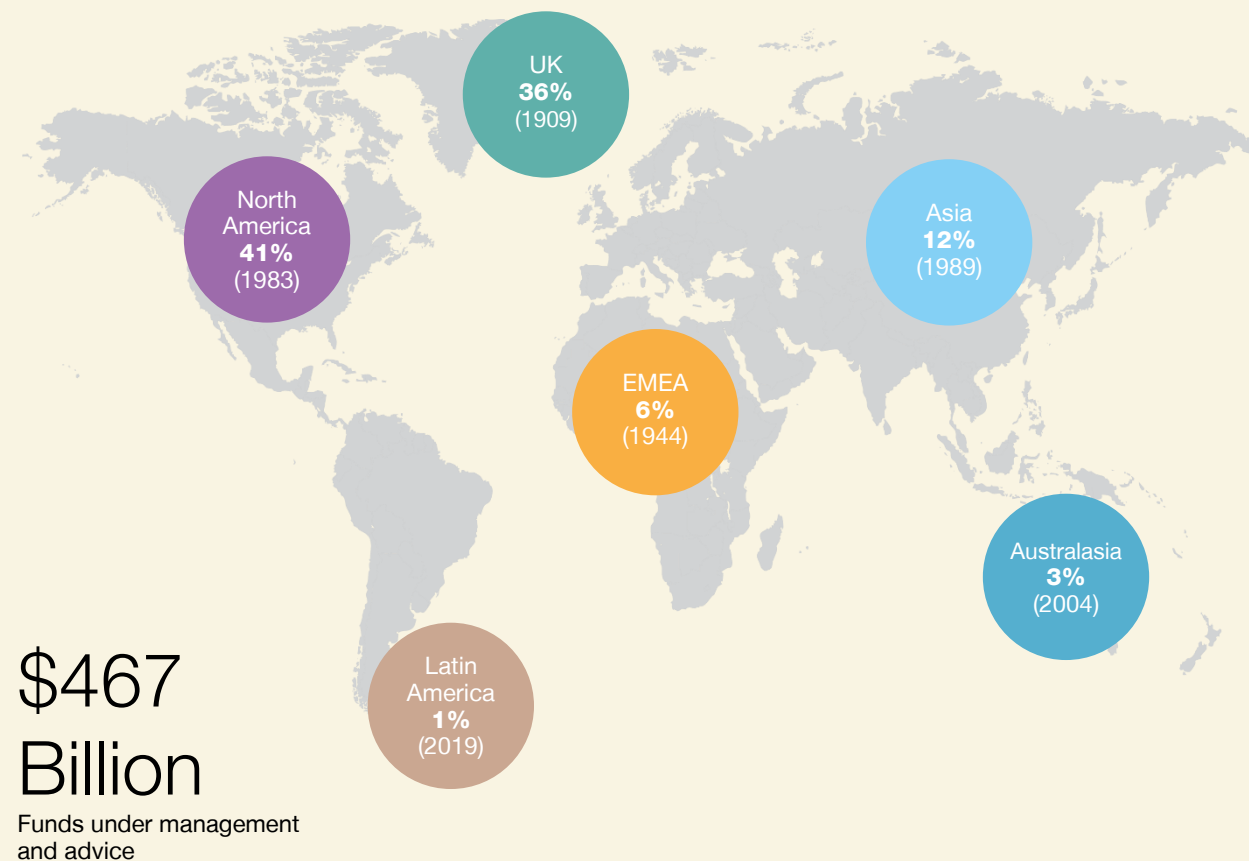 UK
36%
(1909)
North
America
41%
(1983)
Asia
12%
(1989)
EMEA
6%
(1944)
Australasia
3%
(2004)
Latin
America
1%
(2019)
$467
Billion
Funds under management
and advice